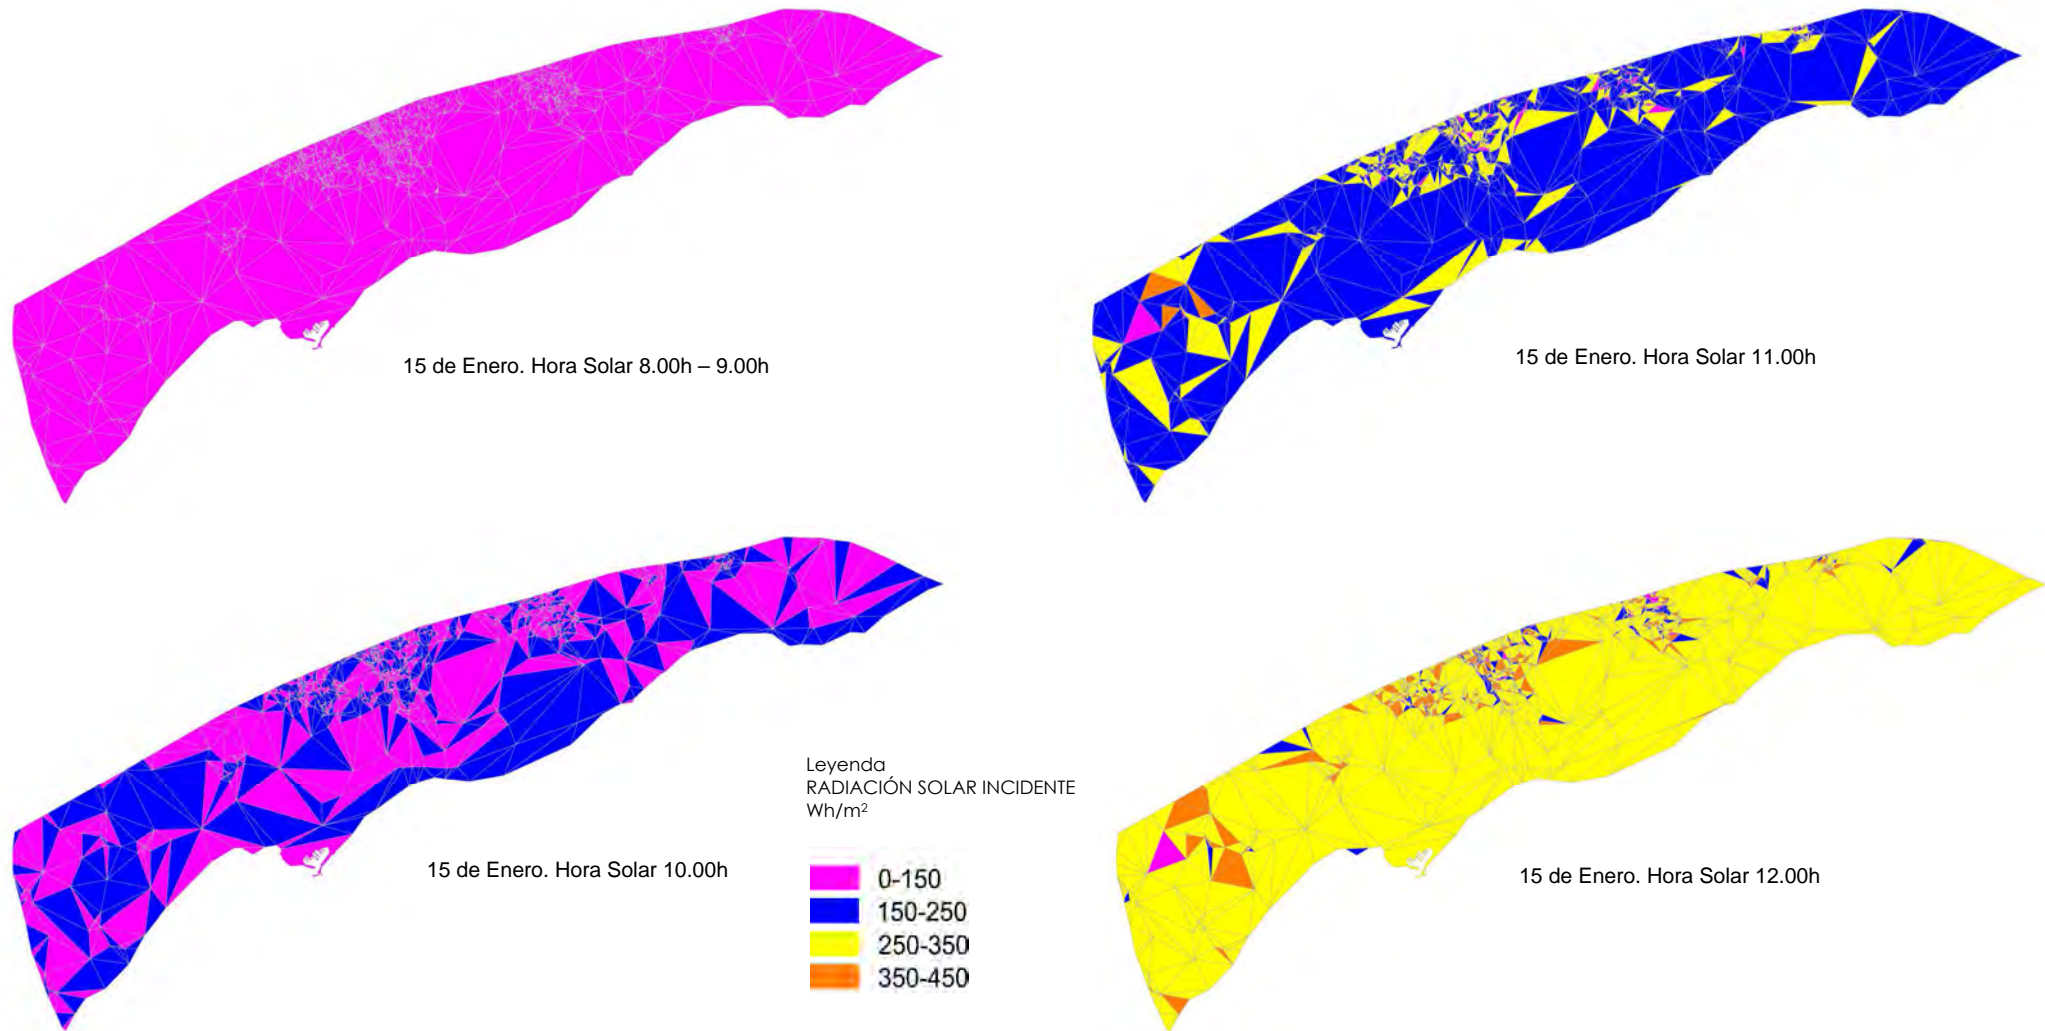 15 de Enero. Hora Solar 8.00h – 9.00h
15 de Enero. Hora Solar 11.00h
15 de Enero. Hora Solar 10.00h
Leyenda
RADIACIÓN SOLAR INCIDENTE
Wh/m²
0-150
150-250
250-350
350-450
15 de Enero. Hora Solar 12.00h